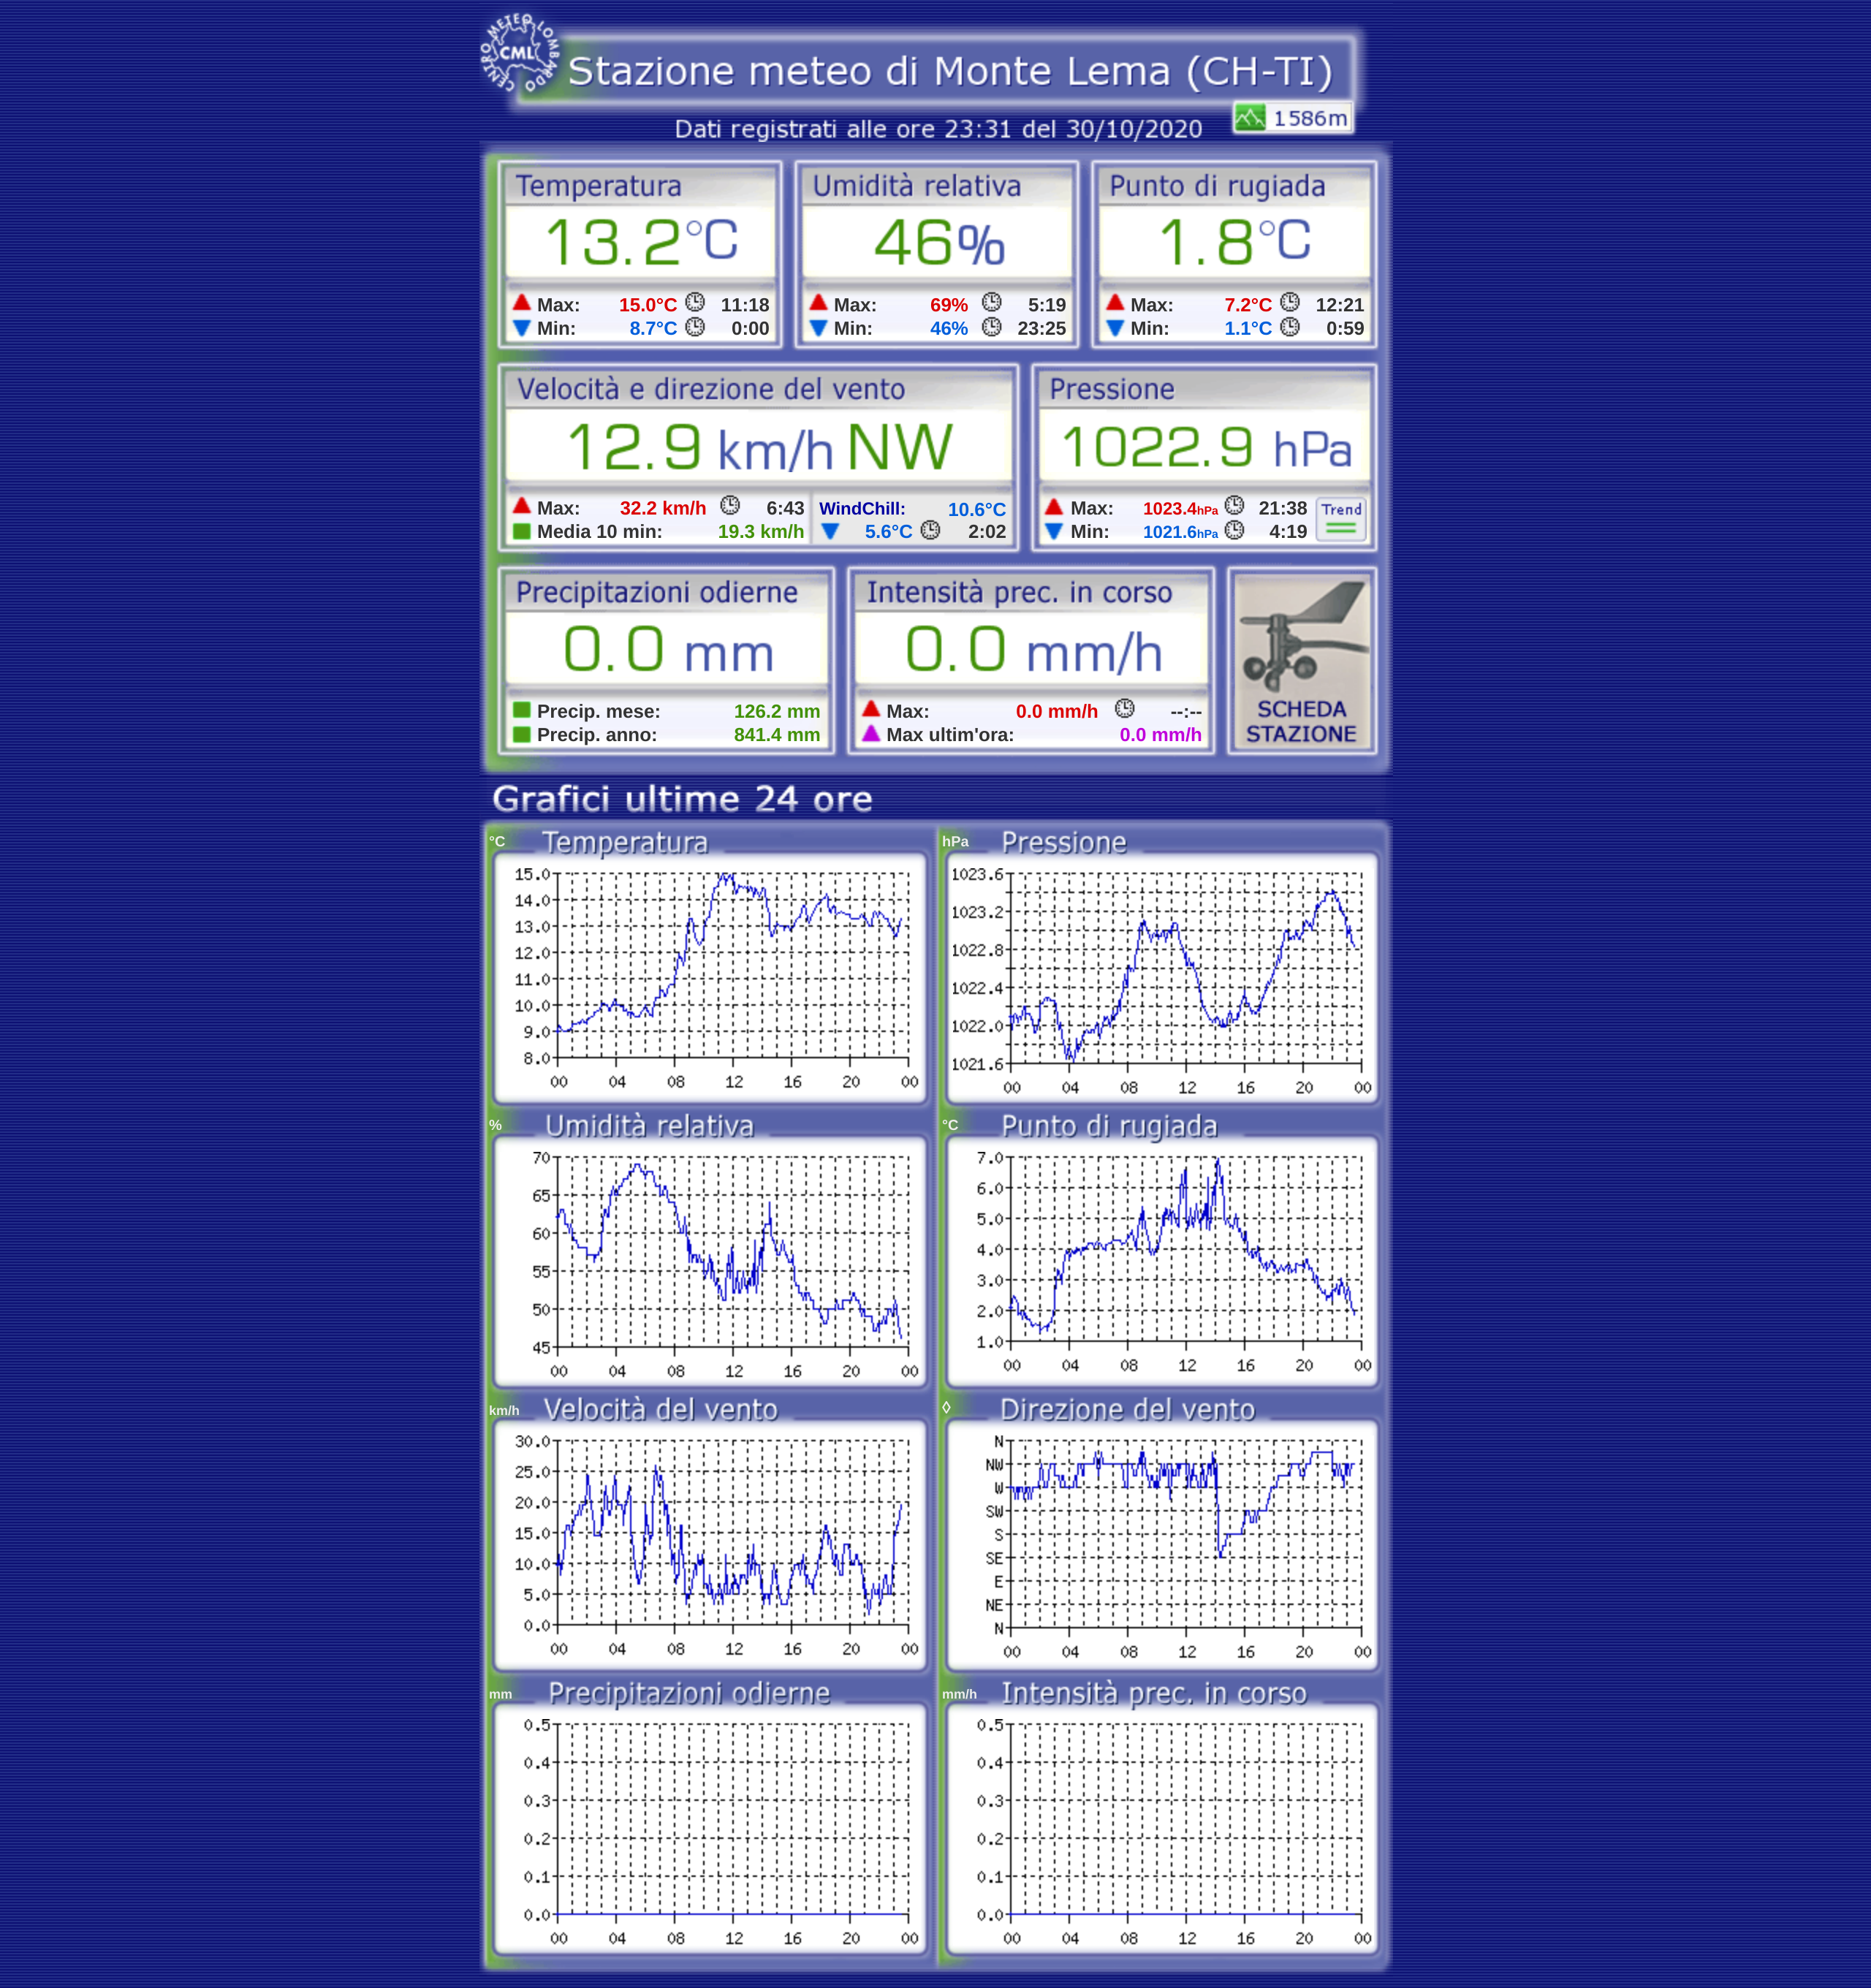 CENTRO METEO LOMBARDO
CML
Stazione meteo di Monte Lema (CH-TI)
1586m
Dati registrati alle ore 23:31 del 30/10/2020
Temperatura
13.2°C
Max: 15.0°C 11:18
Min: 8.7°C 0:00
Umidità relativa
46%
Max: 69% 5:19
Min: 46% 23:25
Punto di rugiada
1.8°C
Max: 7.2°C 12:21
Min: 1.1°C 0:59
Velocità e direzione del vento
12.9 km/h NW
Max: 32.2 km/h 6:43
Media 10 min: 19.3 km/h
WindChill: 10.6°C
5.6°C 2:02
Pressione
1022.9 hPa
Max: 1023.4hPa 21:38
Min: 1021.6hPa 4:19
Trend
Precipitazioni odierne
0.0 mm
Precip. mese: 126.2 mm
Precip. anno: 841.4 mm
Intensità prec. in corso
0.0 mm/h
Max: 0.0 mm/h --:--
Max ultim'ora: 0.0 mm/h
SCHEDA
STAZIONE
Grafici ultime 24 ore
°C Temperatura
15.0
14.0
13.0
12.0
11.0
10.0
9.0
8.0
00 04 08 12 16 20 00
hPa Pressione
1023.6
1023.2
1022.8
1022.4
1022.0
1021.6
00 04 08 12 16 20 00
% Umidità relativa
70
65
60
55
50
45
00 04 08 12 16 20 00
°C Punto di rugiada
7.0
6.0
5.0
4.0
3.0
2.0
1.0
00 04 08 12 16 20 00
km/h Velocità del vento
30.0
25.0
20.0
15.0
10.0
5.0
0.0
00 04 08 12 16 20 00
◊ Direzione del vento
N
NW
W
SW
S
SE
E
NE
N
00 04 08 12 16 20 00
mm Precipitazioni odierne
0.5
0.4
0.3
0.2
0.1
0.0
00 04 08 12 16 20 00
mm/h Intensità prec. in corso
0.5
0.4
0.3
0.2
0.1
0.0
00 04 08 12 16 20 00